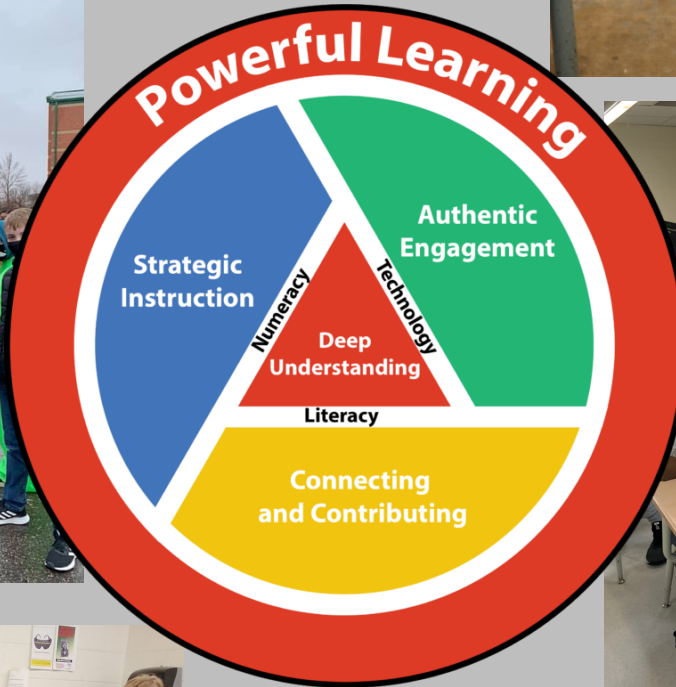 Powerful Learning
Strategic
Instruction
Authentic
Engagement
Numeracy
Technology
Deep
Understanding
Literacy
Connecting
and Contributing